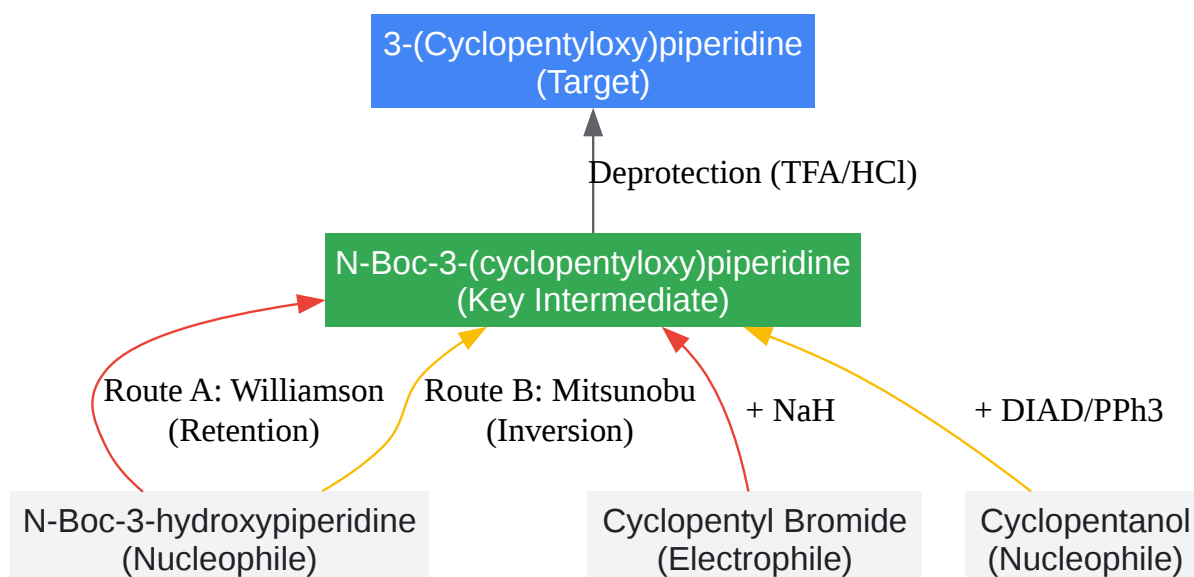 3-(Cyclopentyloxy)piperidine
(Target)
Deprotection (TFA/HCl)
N-Boc-3-(cyclopentyloxy)piperidine
(Key Intermediate)
Route A: Williamson
(Retention)
Route B: Mitsunobu
(Inversion)
+ NaH
+ DIAD/PPh3
N-Boc-3-hydroxypiperidine
(Nucleophile)
Cyclopentyl Bromide
(Electrophile)
Cyclopentanol
(Nucleophile)